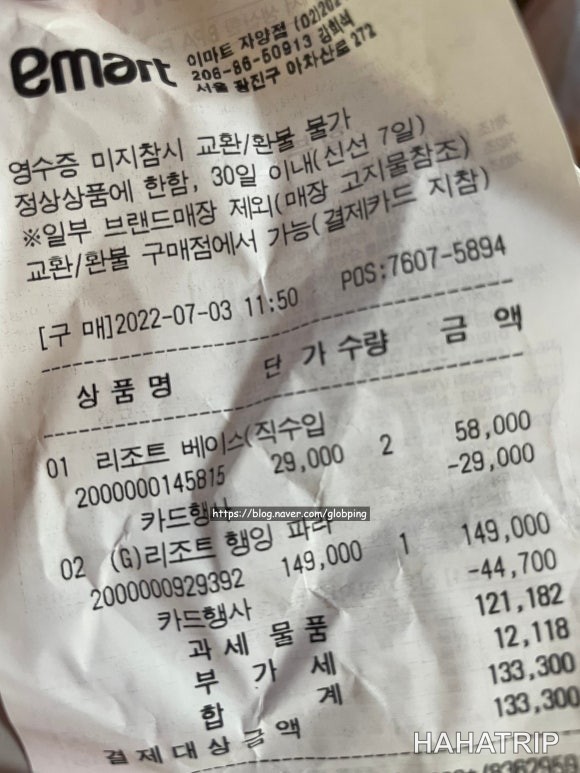 emart
이마트 자양점 (02)202
206-86-50913 김희석
서울 광진구 아차산로 272
영수증 미지참시 교환/환불 불가
정상상품에 한함, 30일 이내(신선 7일)
※일부 브랜드매장 제외(매장 고지물참조)
교환/환불 구매점에서 가능(결제카드 지참)
[구 매]2022-07-03 11:50 POS:7607-5894
상 품 명 단 가 수량 금 액
01 리조트 베이스(직수입 58,000
2000000145815 29,000 2 -29,000
카드행사
https://blog.naver.com/globping
02 (G)리조트 행잉 파라 149,000
2000000929392 149,000 1 -44,700
카드행사 121,182
과 세 물 품 12,118
부 가 세 133,300
합 계 133,300
결 제 대 상 금 액
HAHATRIP